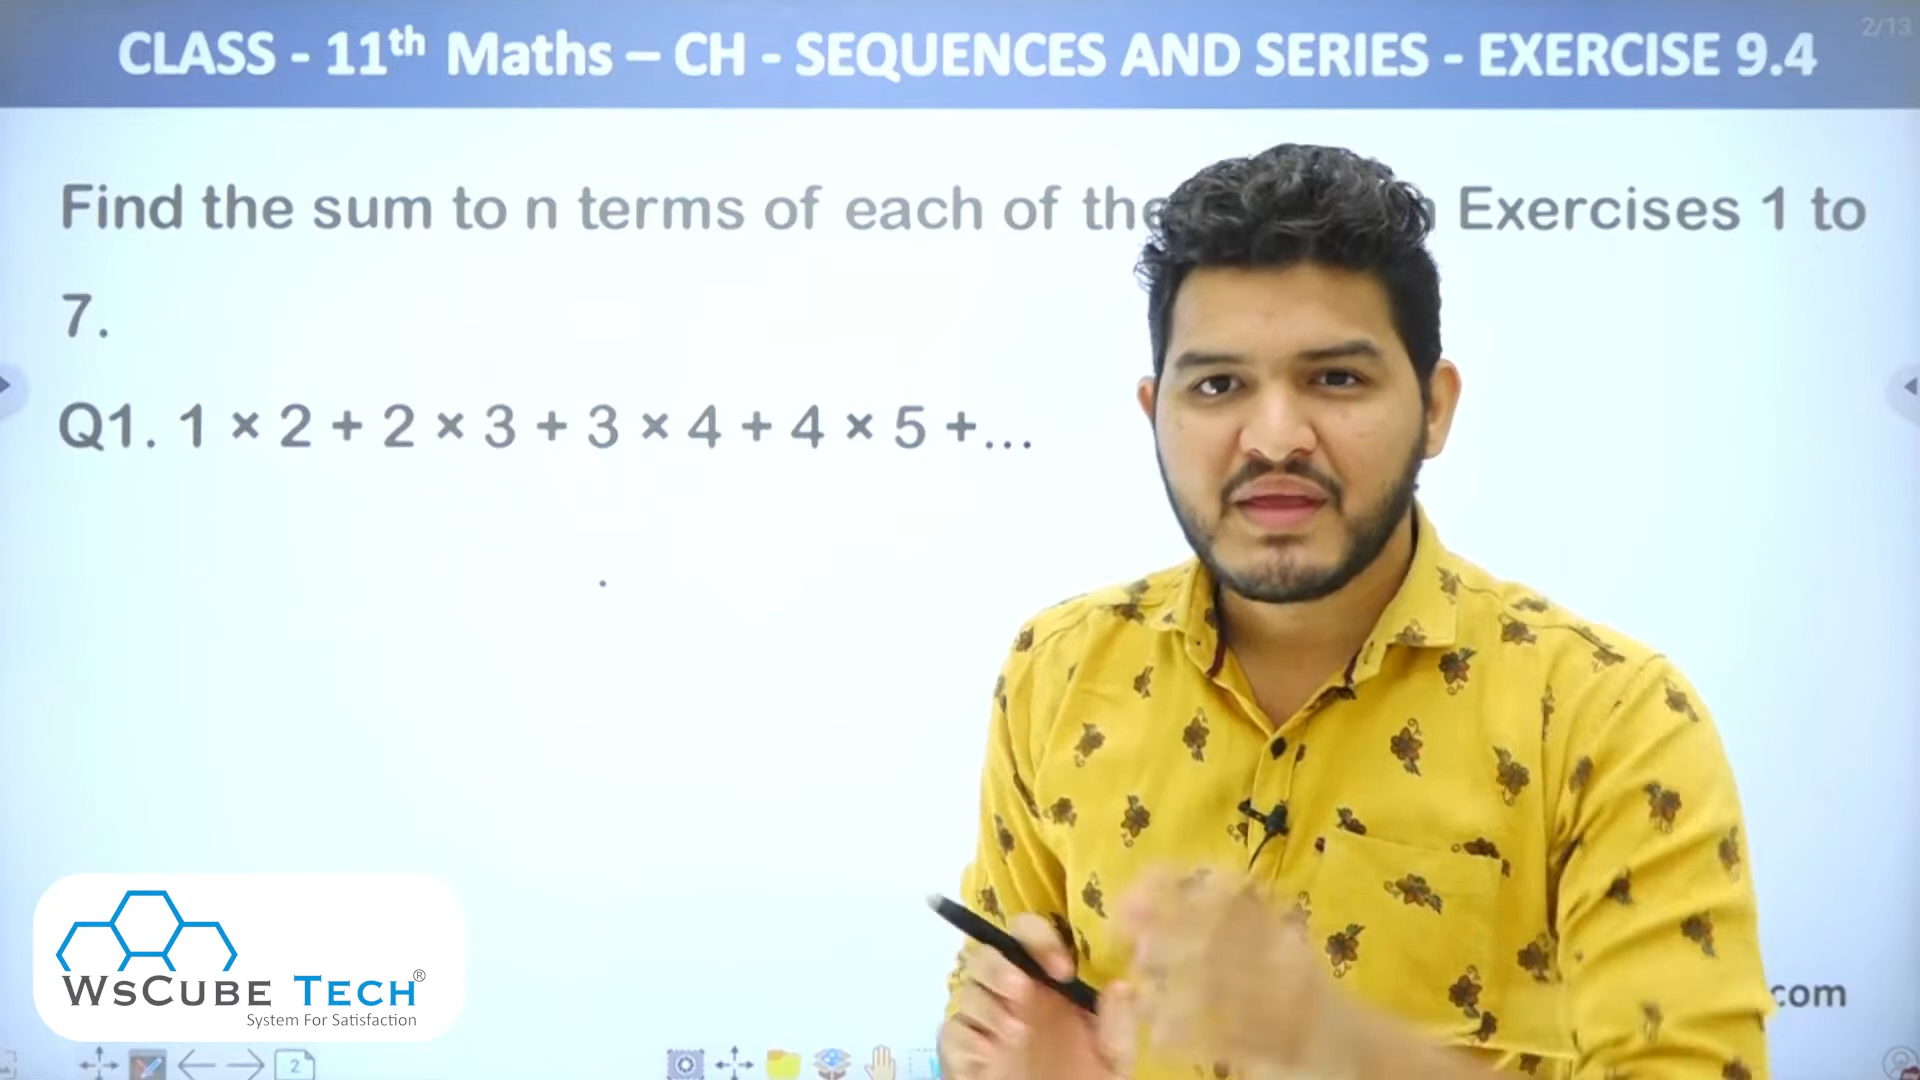 2/13
CLASS - 11th Maths – CH - SEQUENCES AND SERIES - EXERCISE 9.4
Find the sum to n terms of each of the Exercises 1 to
7.
Q1. 1 × 2 + 2 × 3 + 3 × 4 + 4 × 5 +...
WsCube Tech®
System For Satisfaction
.com
2